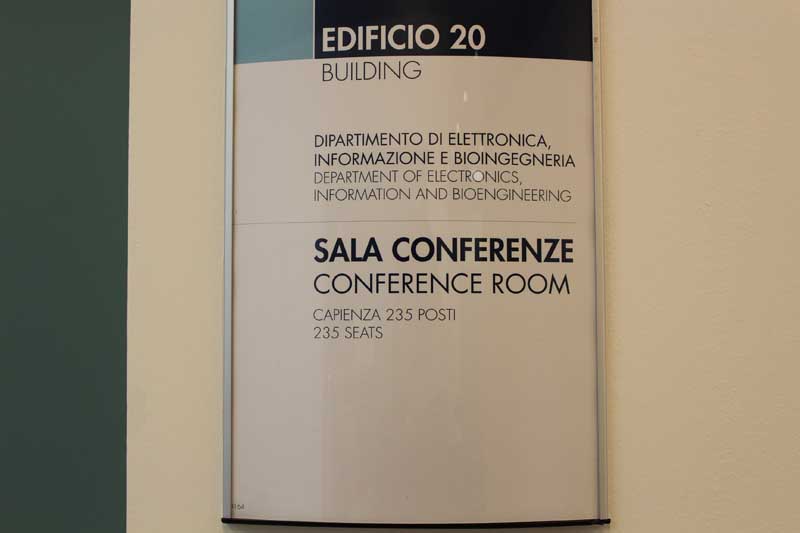 EDIFICIO 20
BUILDING
DIPARTIMENTO DI ELETTRONICA,
INFORMAZIONE E BIOINGEGNERIA
DEPARTMENT OF ELECTRONICS,
INFORMATION AND BIOENGINEERING
SALA CONFERENZE
CONFERENCE ROOM
CAPIENZA 235 POSTI
235 SEATS